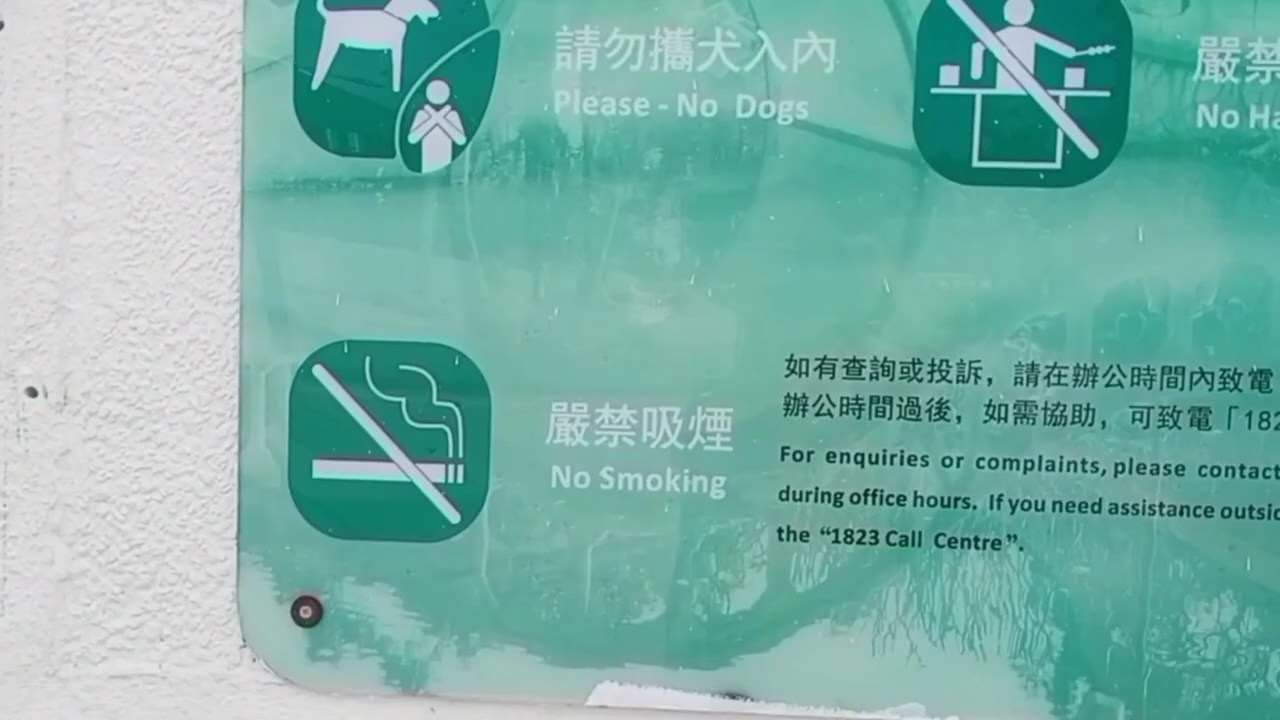 請勿攜犬入內
Please - No Dogs
嚴禁
No Ha
嚴禁吸煙
No Smoking
如有查詢或投訴，請在辦公時間內致電
辦公時間過後，如需協助，可致電「182
For enquiries or complaints, please contact
during office hours. If you need assistance outsid
the “1823 Call Centre”.